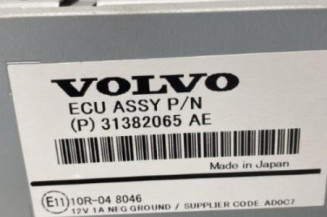 VOLVO
ECU ASSY P/N
(P) 31382065 AE
Made in Japan
E11 10R-04 8046
12V 1A NEG GROUND / SUPPLIER CODE AD0C7